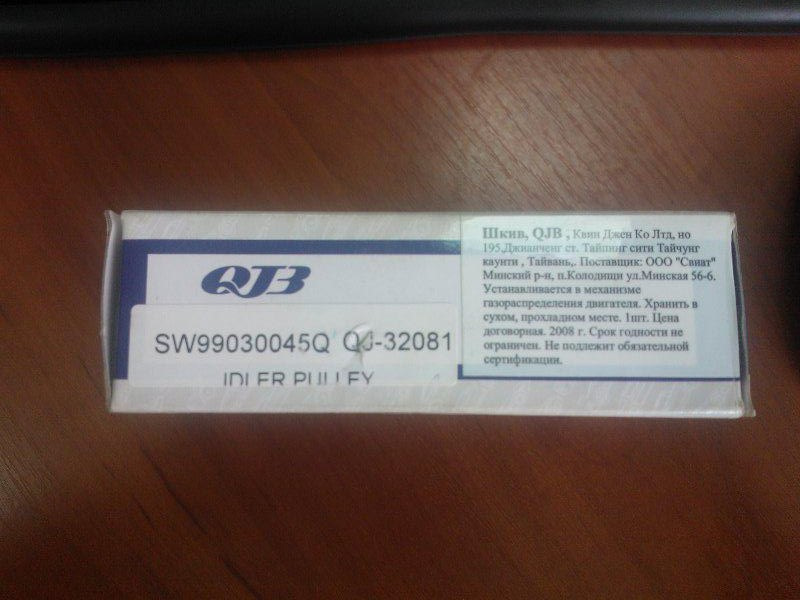 QJB
SW99030045Q QJ-32081
IDLER PULLEY
Шкив, QJB , Квин Джен Ко Лтд, но
195,Джианченг ст. Тайпинг сити Тайчунг
каунти , Тайвань,. Поставщик: ООО "Свиат"
Минский р-н, п.Колодищи ул.Минская 56-6.
Устанавливается в механизме
газораспределения двигателя. Хранить в
сухом, прохладном месте. 1шт. Цена
договорная. 2008 г. Срок годности не
ограничен. Не подлежит обязательной
сертификации.